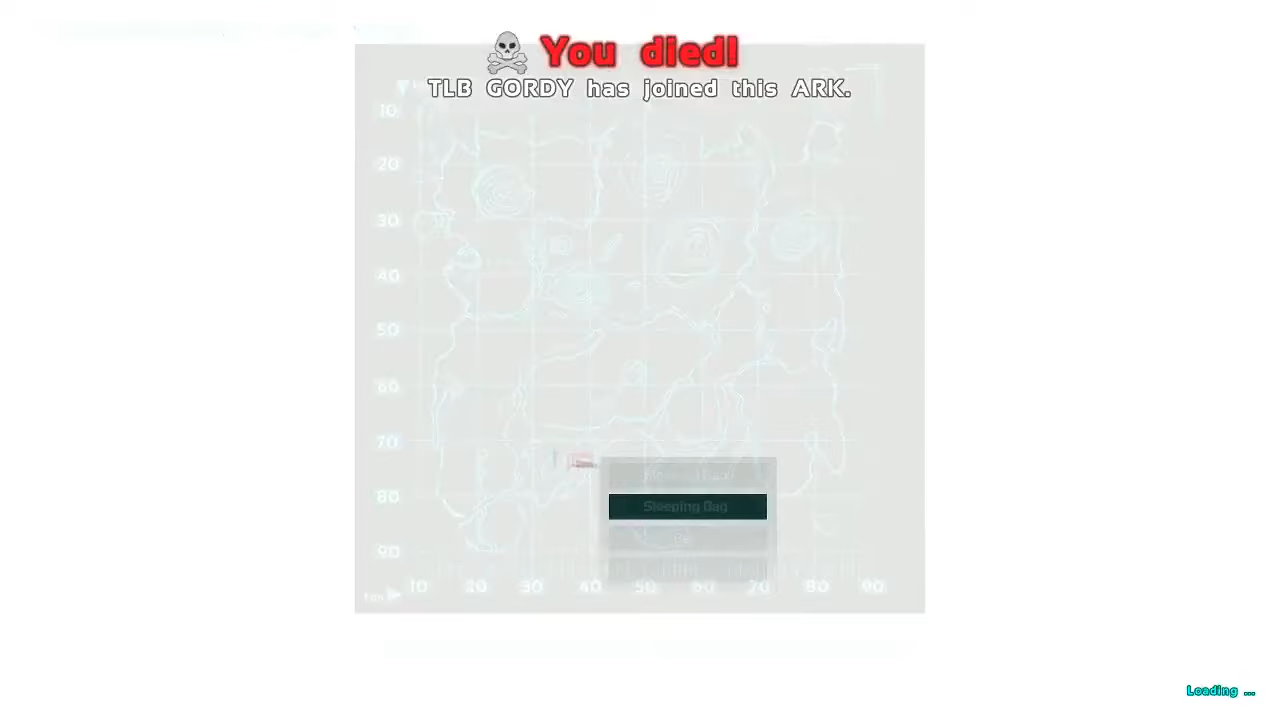 You died!
TLB GORDY has joined this ARK.
10
20
30
40
50
60
70
Sleeping Bag
80
90
10 20 30 40 50 60 70 80 90
Loading ...